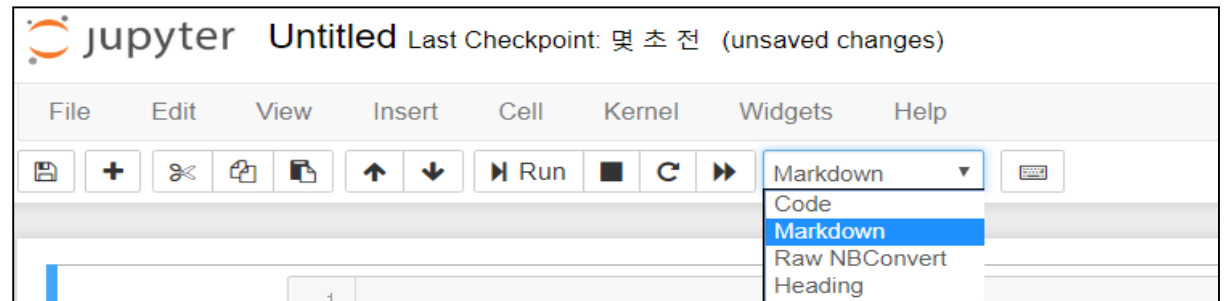 jupyter Untitled Last Checkpoint: 몇 초 전 (unsaved changes)
File Edit View Insert Cell Kernel Widgets Help
Run Markdown
Code
Markdown
Raw NBConvert
Heading
1